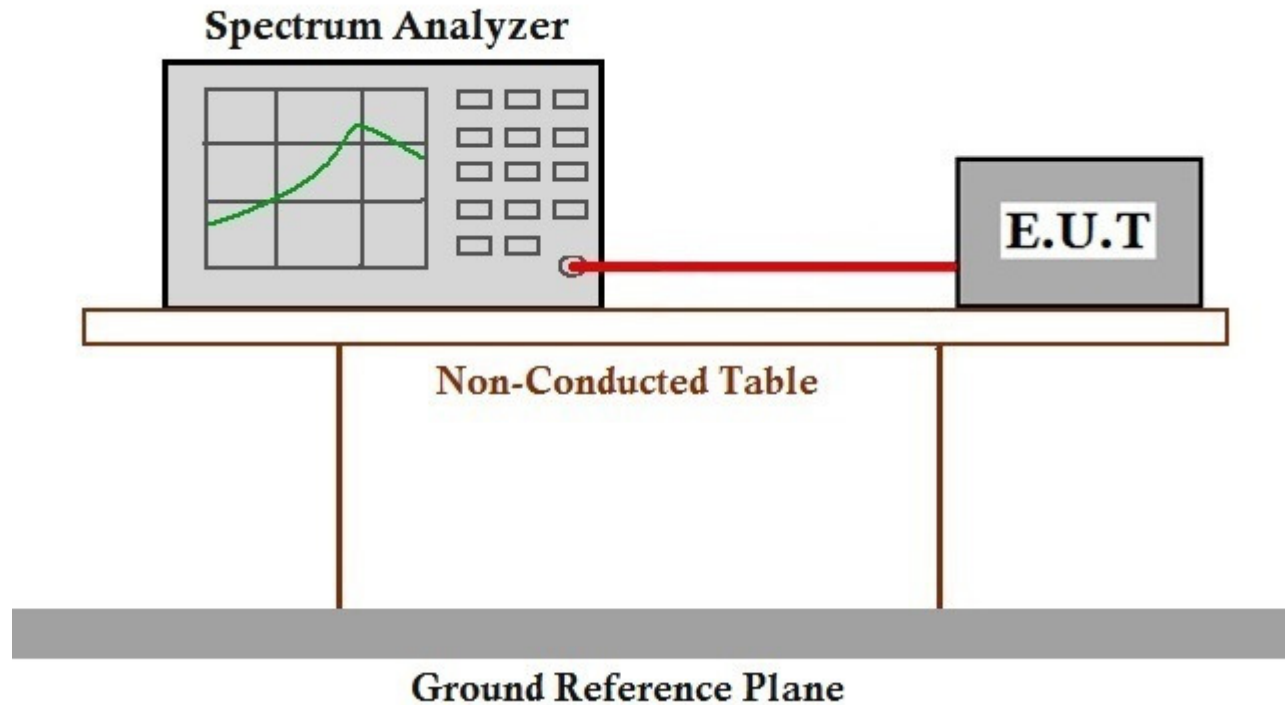 Spectrum Analyzer
E.U.T
Non-Conducted Table
Ground Reference Plane